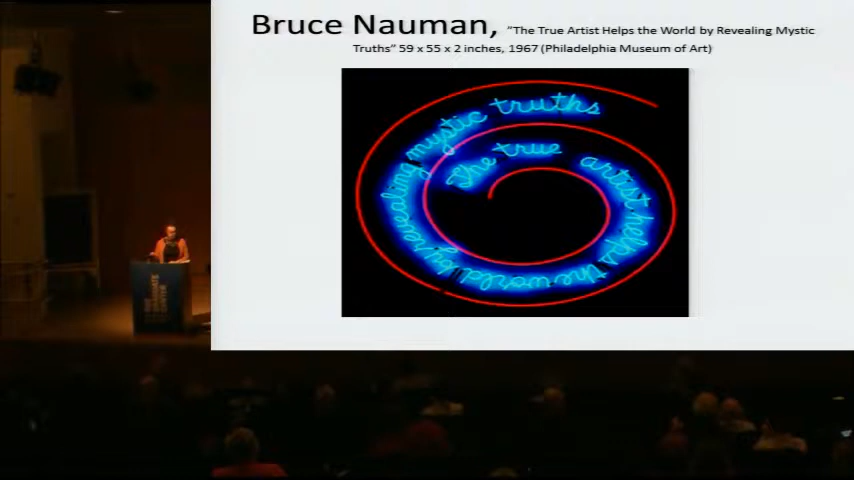 Bruce Nauman, "The True Artist Helps the World by Revealing Mystic
Truths" 59 x 55 x 2 inches, 1967 (Philadelphia Museum of Art)
The true artist helps the world by revealing mystic truths